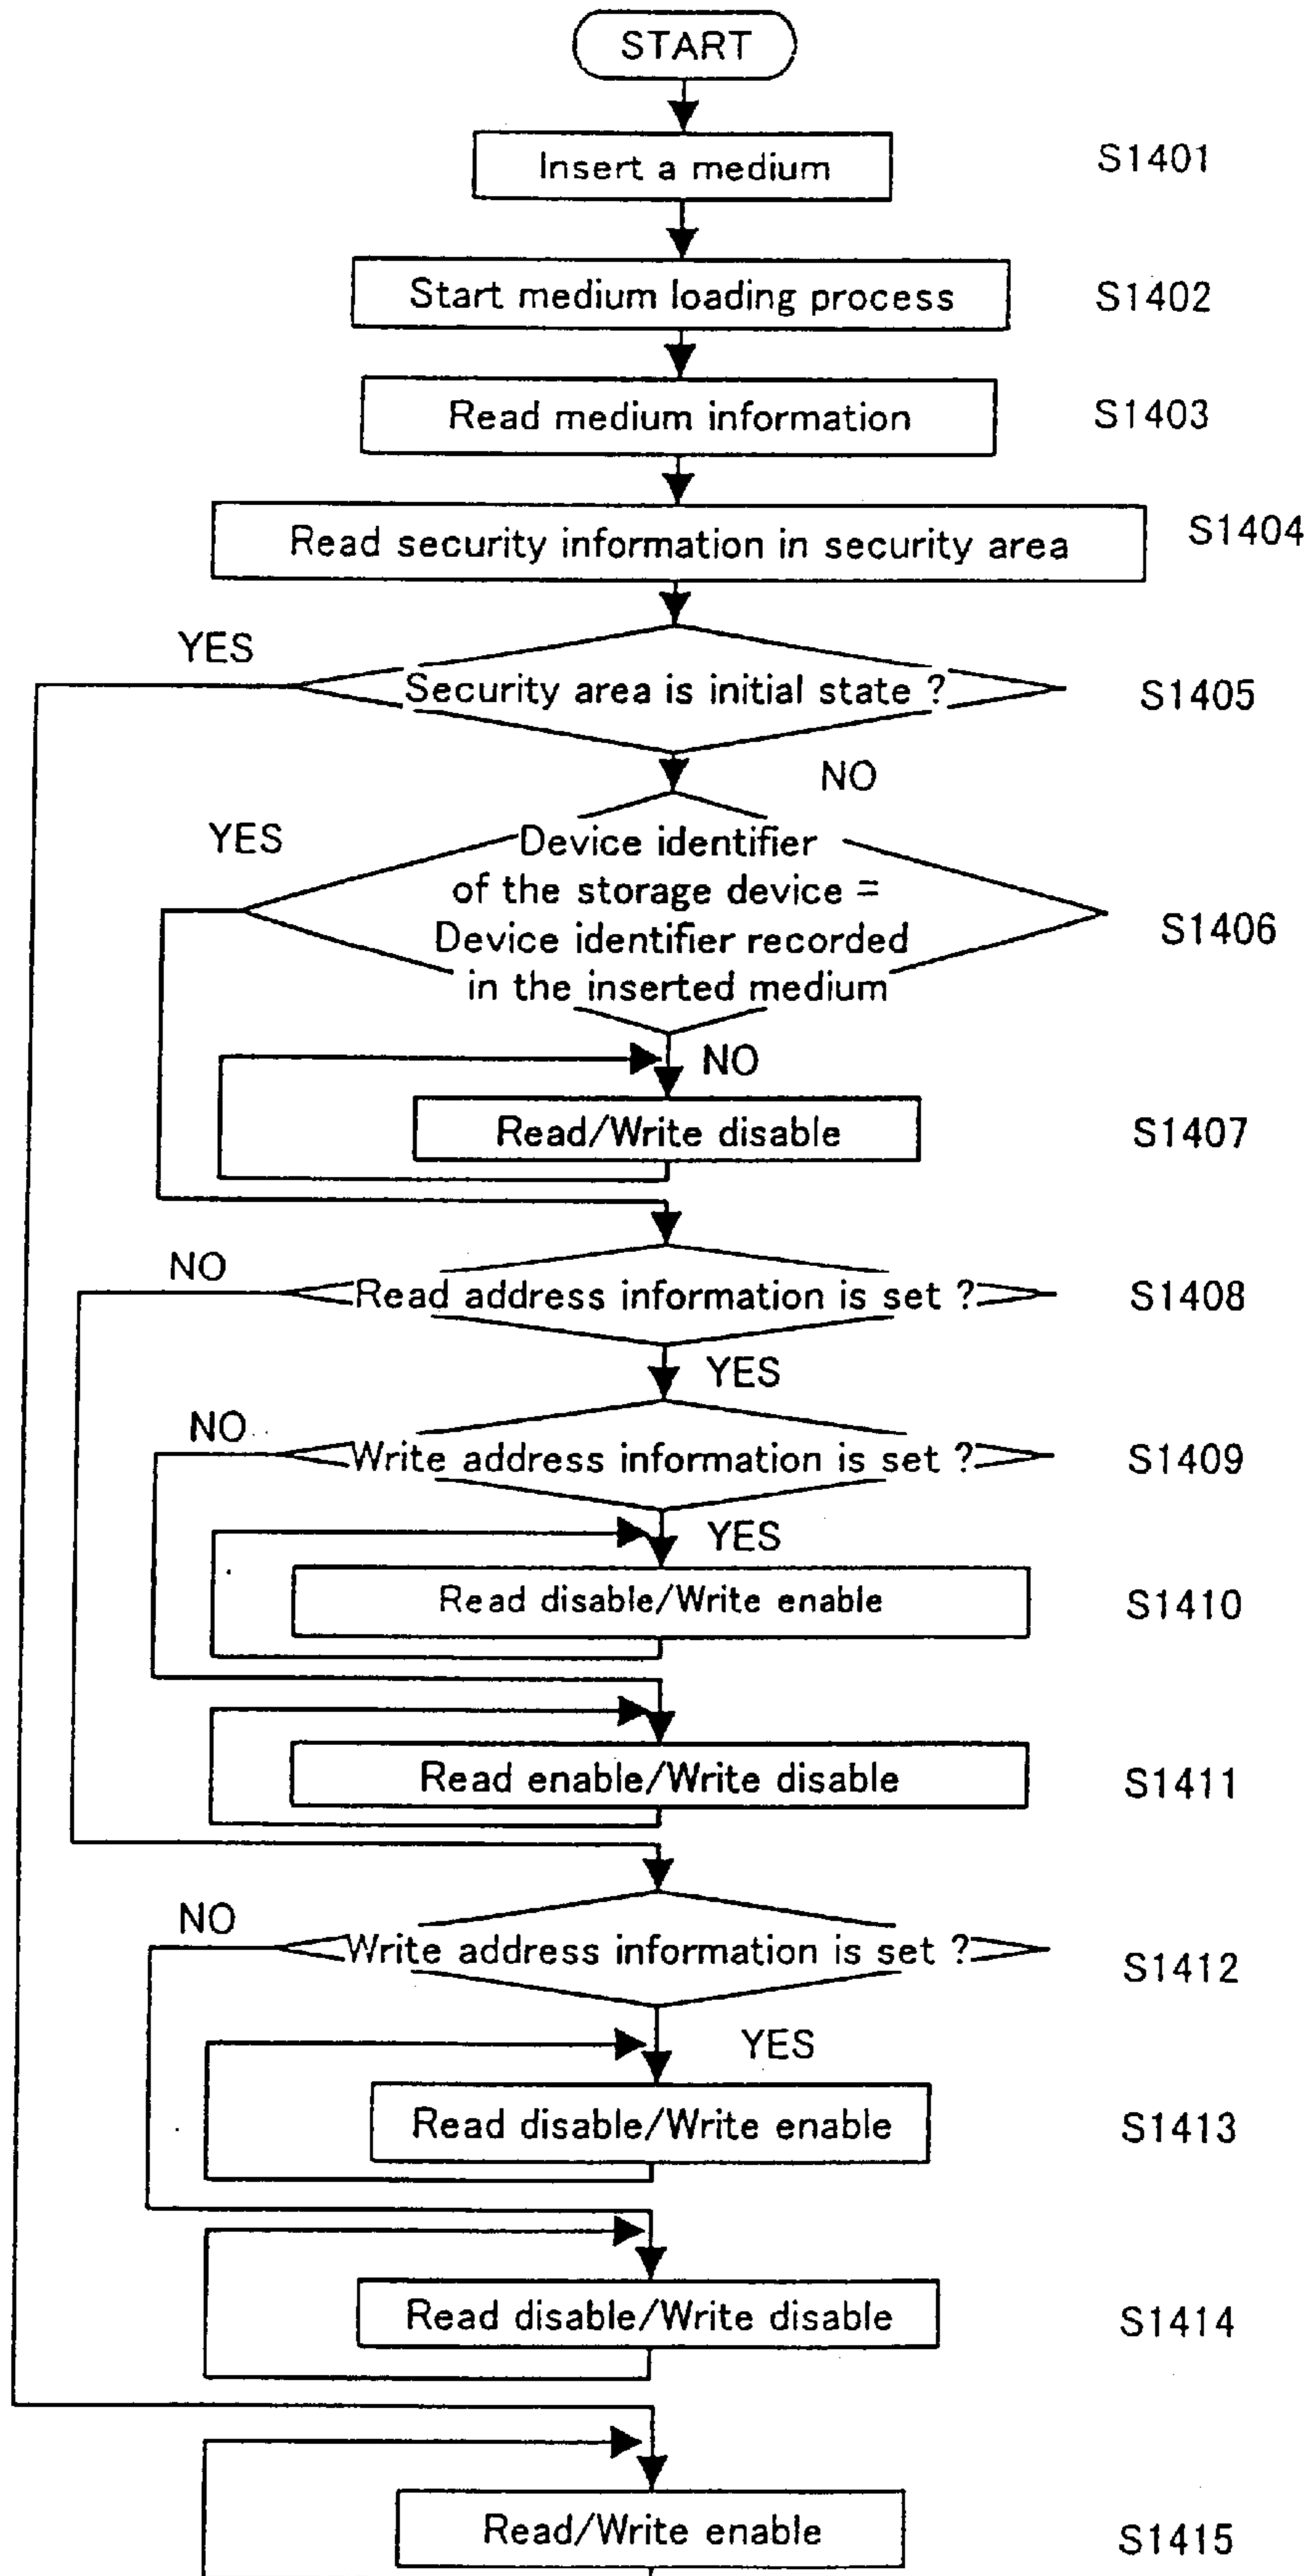 START
Insert a medium
S1401
Start medium loading process
S1402
Read medium information
S1403
Read security information in security area
S1404
YES
Security area is initial state ?
S1405
NO
YES
Device identifier
of the storage device =
Device identifier recorded
in the inserted medium
S1406
NO
Read/Write disable
S1407
NO
Read address information is set ?
S1408
YES
NO
Write address information is set ?
S1409
YES
Read disable/Write enable
S1410
Read enable/Write disable
S1411
NO
Write address information is set ?
S1412
YES
Read disable/Write enable
S1413
Read disable/Write disable
S1414
Read/Write enable
S1415